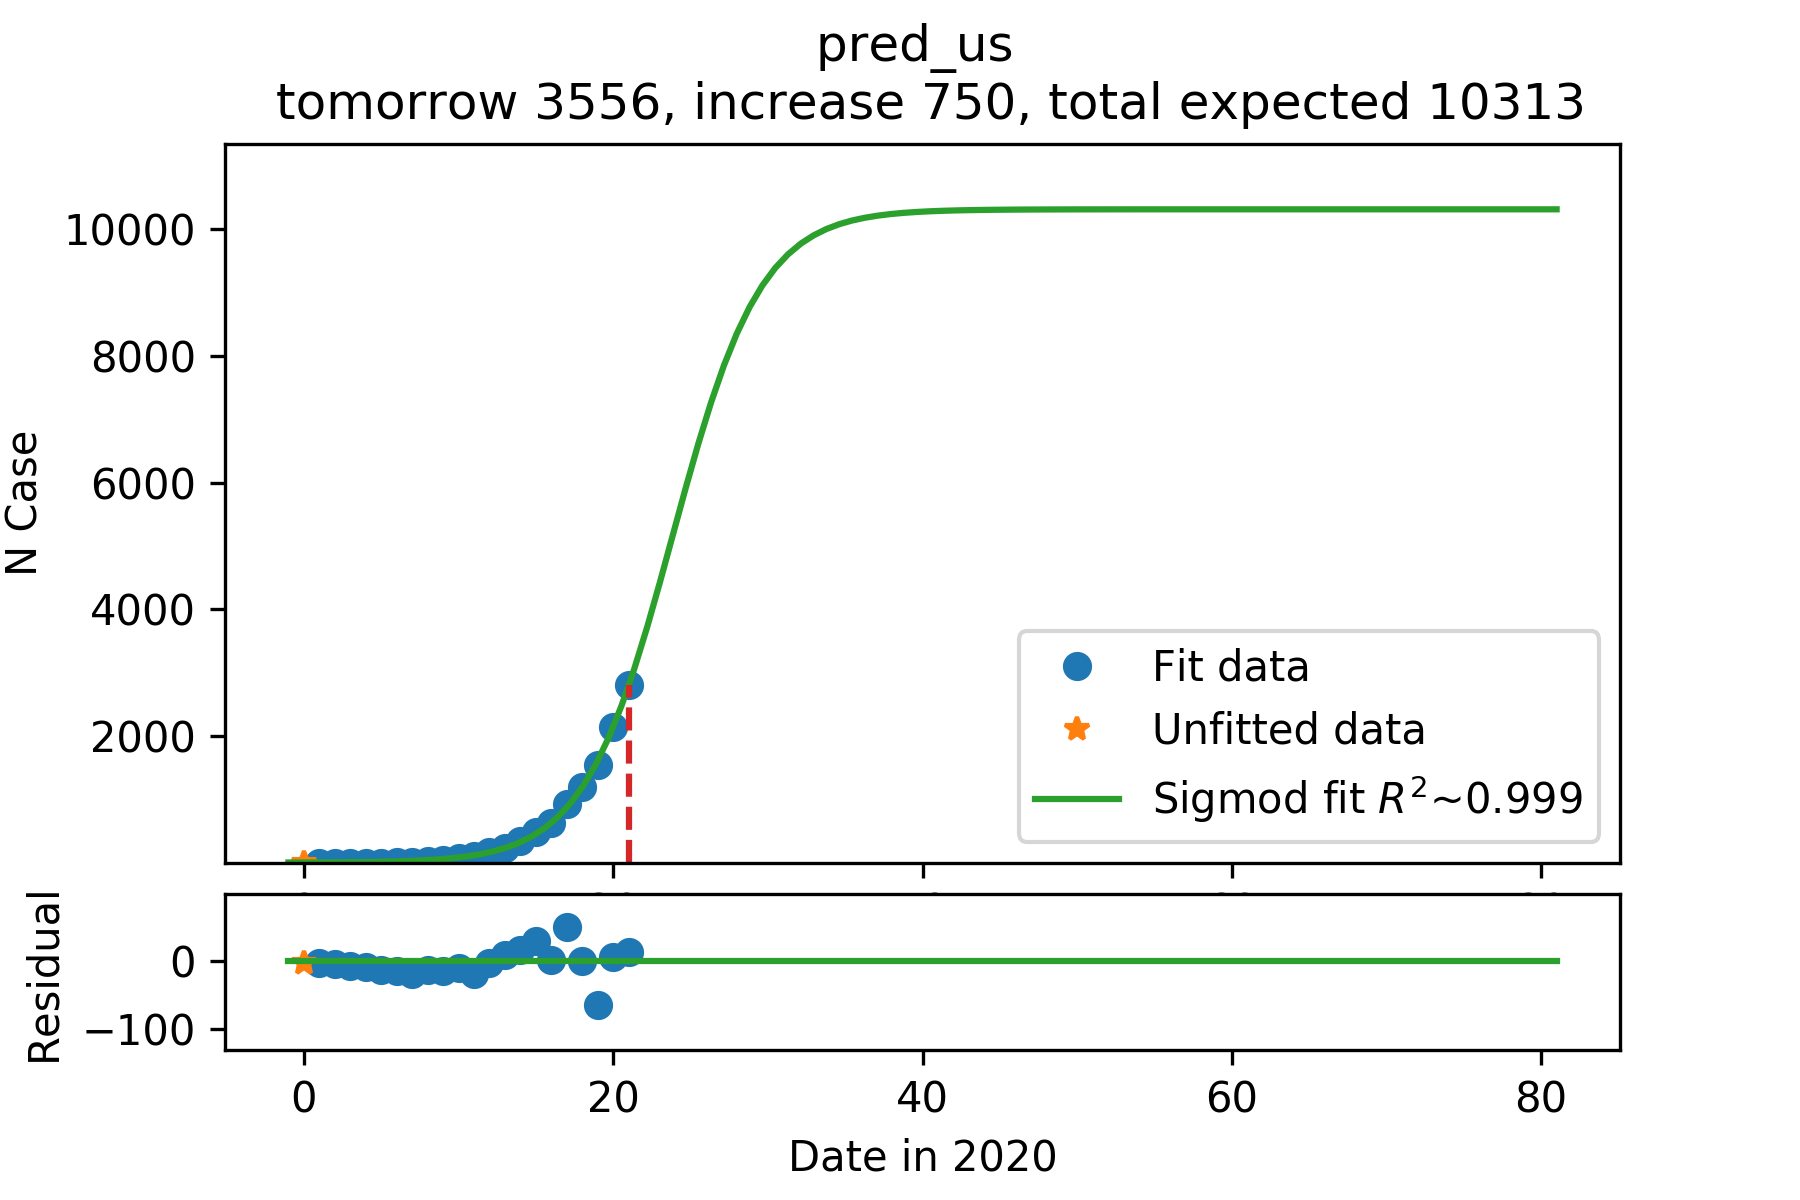 pred_us
tomorrow 3556, increase 750, total expected 10313
10000
8000
6000
4000
2000
N Case
Fit data
Unfitted data
Sigmod fit R²~0.999
Residual
0
−100
0 20 40 60 80
Date in 2020